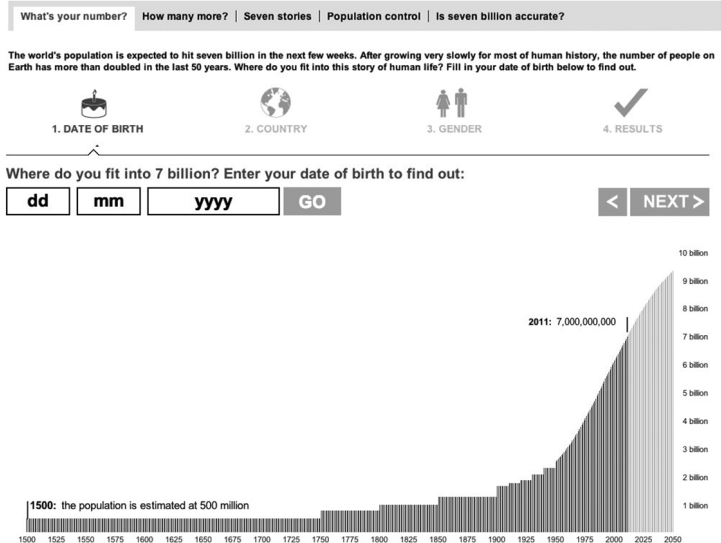 What's your number? How many more? | Seven stories | Population control | Is seven billion accurate?
The world's population is expected to hit seven billion in the next few weeks. After growing very slowly for most of human history, the number of people on
Earth has more than doubled in the last 50 years. Where do you fit into this story of human life? Fill in your date of birth below to find out.
1. DATE OF BIRTH 2. COUNTRY 3. GENDER 4. RESULTS
Where do you fit into 7 billion? Enter your date of birth to find out:
dd mm yyyy GO < NEXT >
10 billion
9 billion
8 billion
2011: 7,000,000,000
7 billion
6 billion
5 billion
4 billion
3 billion
2 billion
1500: the population is estimated at 500 million
1 billion
1500 1525 1550 1575 1600 1625 1650 1675 1700 1725 1750 1775 1800 1825 1850 1875 1900 1925 1950 1975 2000 2025 2050